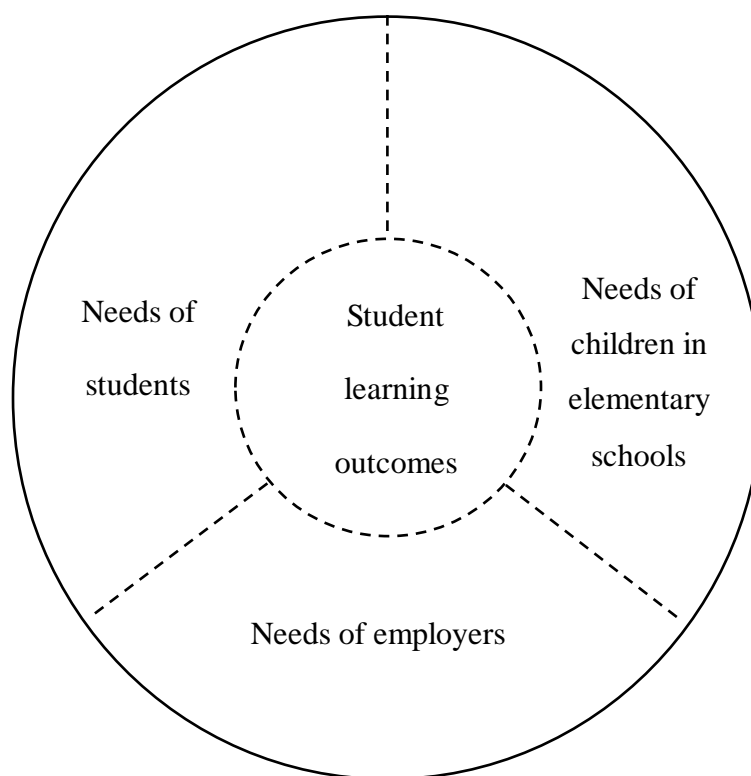 Needs of
students
Student
learning
outcomes
Needs of
children in
elementary
schools
Needs of employers